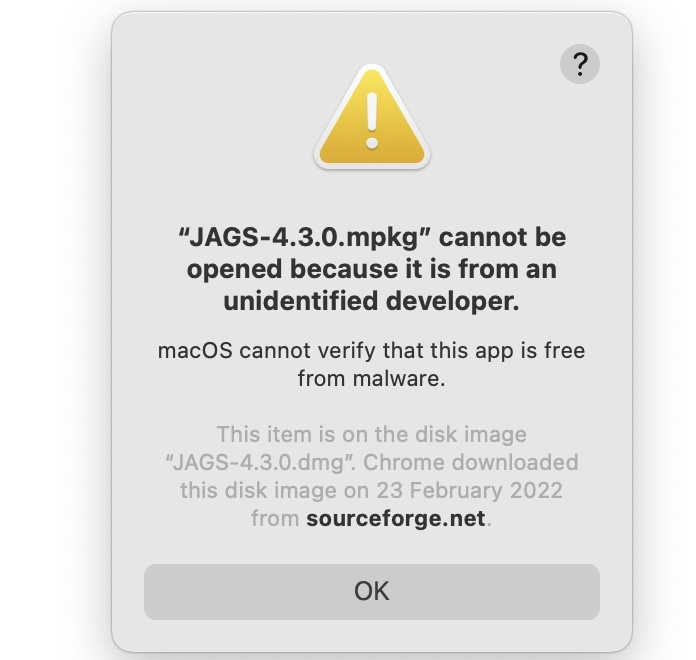 ?
“JAGS-4.3.0.mpkg” cannot be
opened because it is from an
unidentified developer.
macOS cannot verify that this app is free
from malware.
This item is on the disk image
“JAGS-4.3.0.dmg”. Chrome downloaded
this disk image on 23 February 2022
from sourceforge.net.
OK